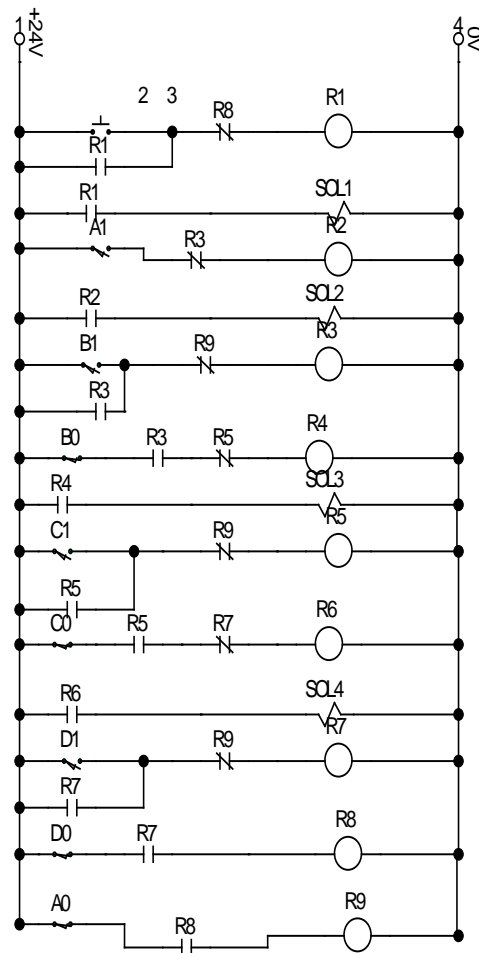 1 +24V 4 0V
2 3 R8 R1
R1
R1 SOL1
A1 R3 R2
R2 SOL2
B1 R9 R3
R3
B0 R3 R5 R4
R4 SOL3
C1 R9 R5
R5
C0 R5 R7 R6
R6 SOL4
D1 R9 R7
R7
D0 R7 R8
A0 R8 R9